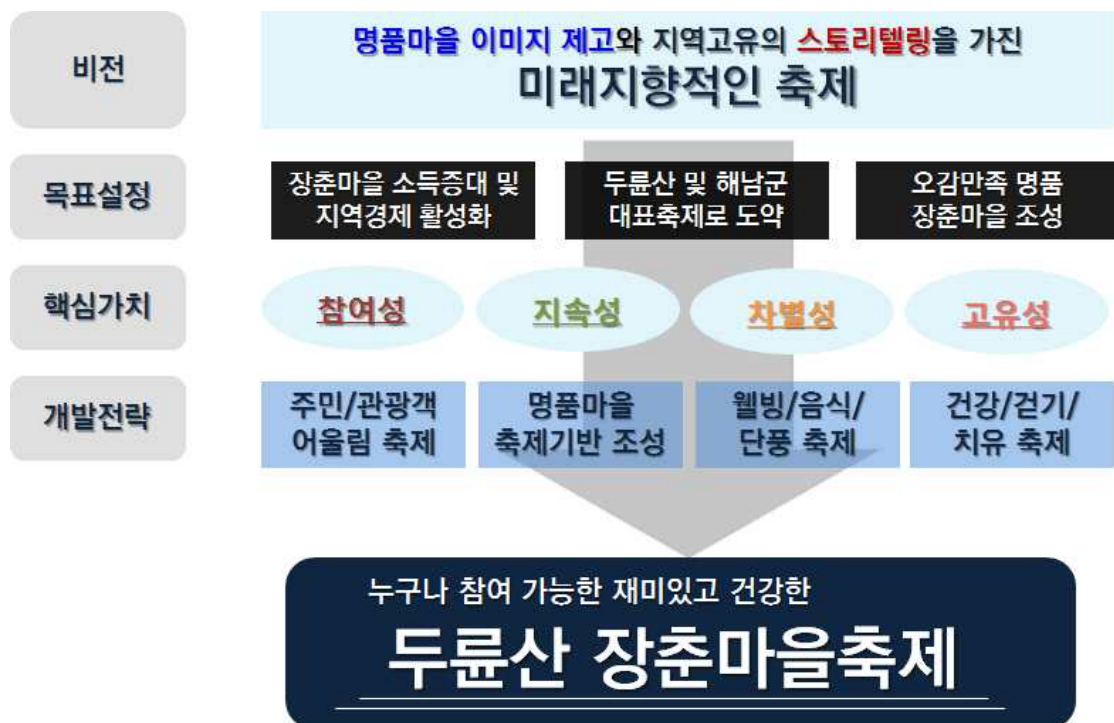 비전
명품마을 이미지 제고와 지역고유의 스토리텔링을 가진
미래지향적인 축제
목표설정
장춘마을 소득증대 및
지역경제 활성화
두륜산 및 해남군
대표축제로 도약
오감만족 명품
장춘마을 조성
핵심가치
참여성
지속성
차별성
고유성
개발전략
주민/관광객
어울림 축제
명품마을
축제기반 조성
웰빙/음식/
단풍 축제
건강/걷기/
치유 축제
누구나 참여 가능한 재미있고 건강한
두륜산 장춘마을축제